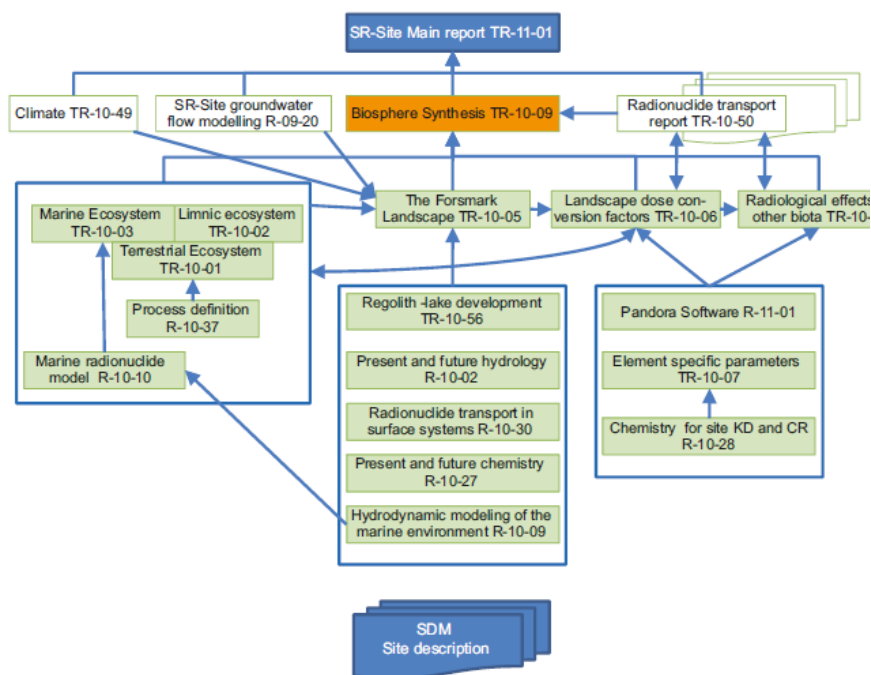 SR-Site Main report TR-11-01
Climate TR-10-49
SR-Site groundwater
flow modelling R-09-20
Biosphere Synthesis TR-10-09
Radionuclide transport
report TR-10-50
Marine Ecosystem
TR-10-03
Limnic ecosystem
TR-10-02
Terrestrial Ecosystem
TR-10-01
Process definition
R-10-37
Marine radionuclide
model R-10-10
The Forsmark
Landscape TR-10-05
Landscape dose con-
version factors TR-10-06
Radiological effects
other biota TR-10-
Regolith -lake development
TR-10-56
Present and future hydrology
R-10-02
Radionuclide transport in
surface systems R-10-30
Present and future chemistry
R-10-27
Hydrodynamic modeling of the
marine environment R-10-09
Pandora Software R-11-01
Element specific parameters
TR-10-07
Chemistry for site KD and CR
R-10-28
SDM
Site description